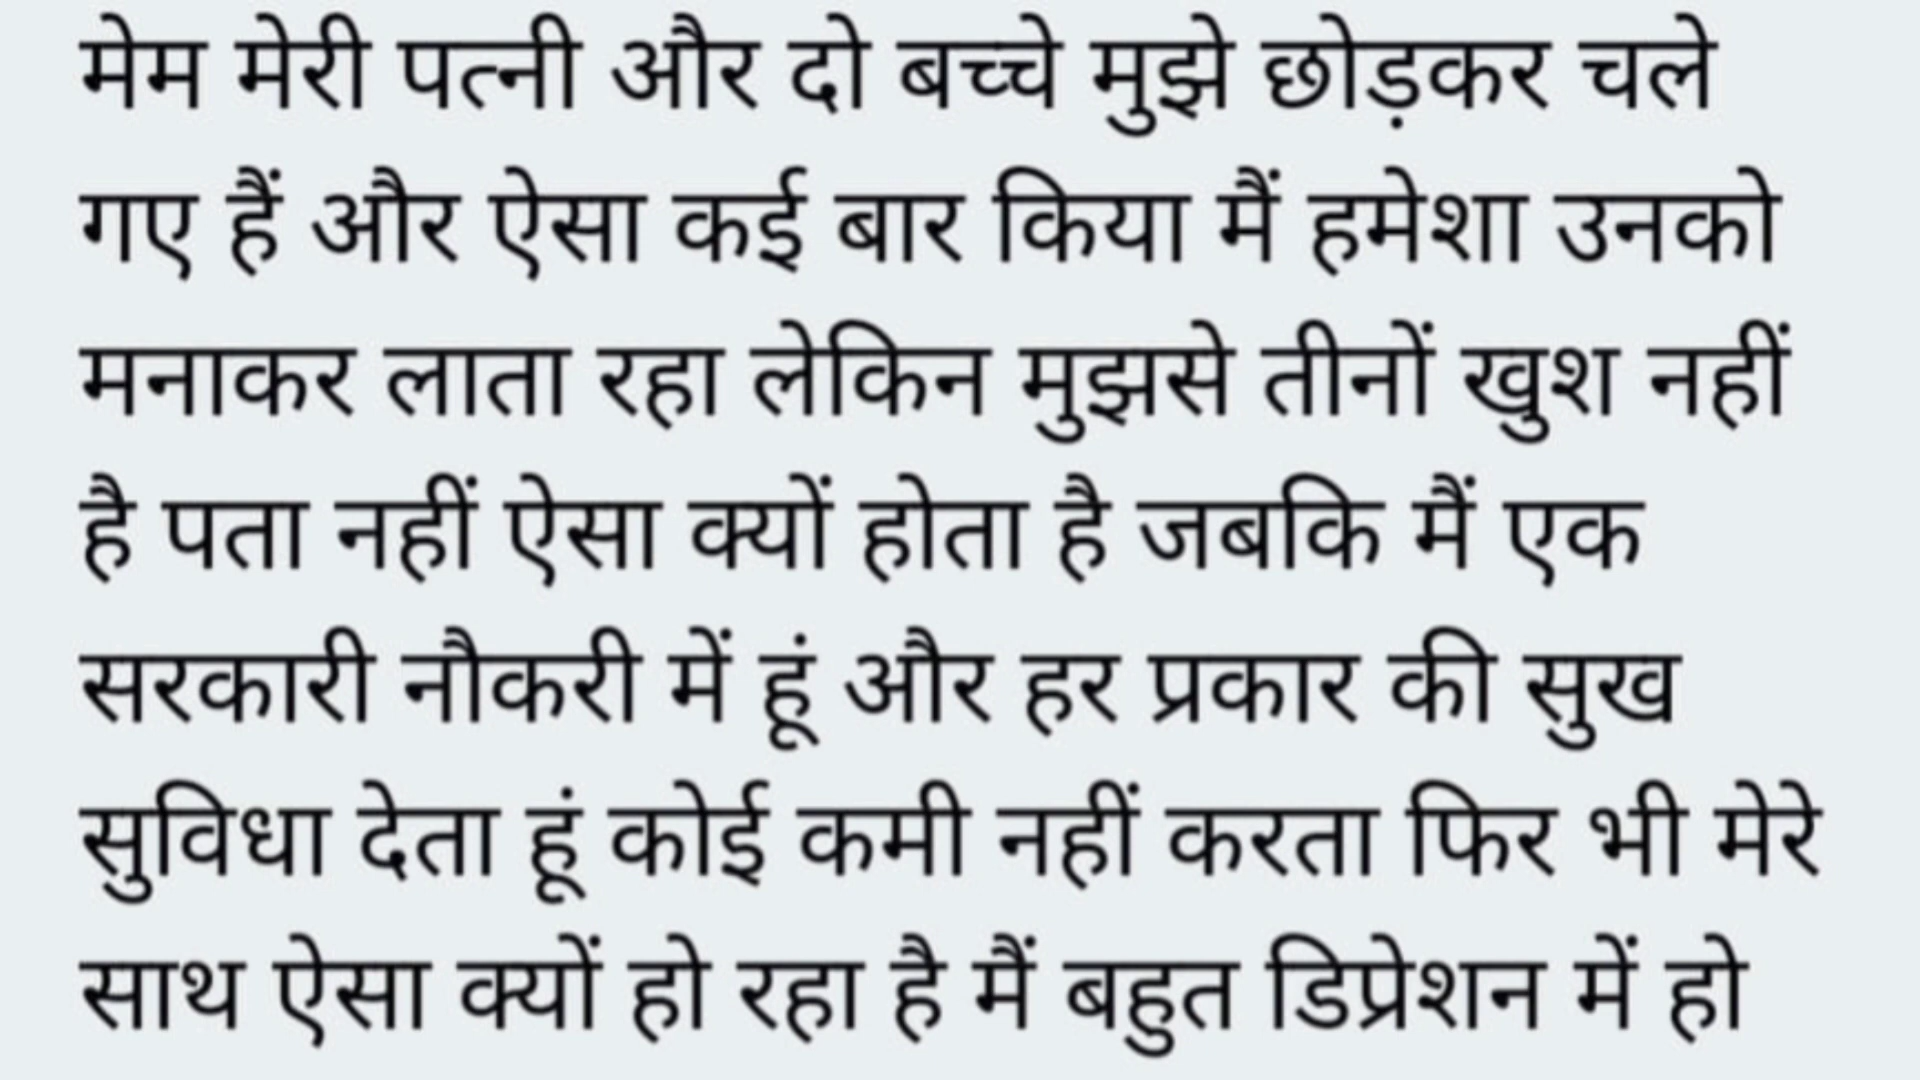 मेम मेरी पत्नी और दो बच्चे मुझे छोड़कर चले
गए हैं और ऐसा कई बार किया मैं हमेशा उनको
मनाकर लाता रहा लेकिन मुझसे तीनों खुश नहीं
है पता नहीं ऐसा क्यों होता है जबकि मैं एक
सरकारी नौकरी में हूं और हर प्रकार की सुख
सुविधा देता हूं कोई कमी नहीं करता फिर भी मेरे
साथ ऐसा क्यों हो रहा है मैं बहुत डिप्रेशन में हो